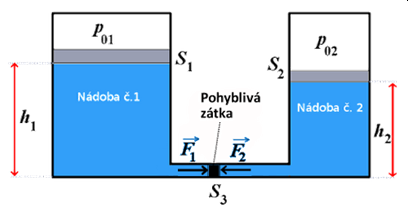 p01
p02
S1
S2
Nádoba č.1
Pohyblivá
zátka
Nádoba č. 2
h1
h2
F1
F2
S3